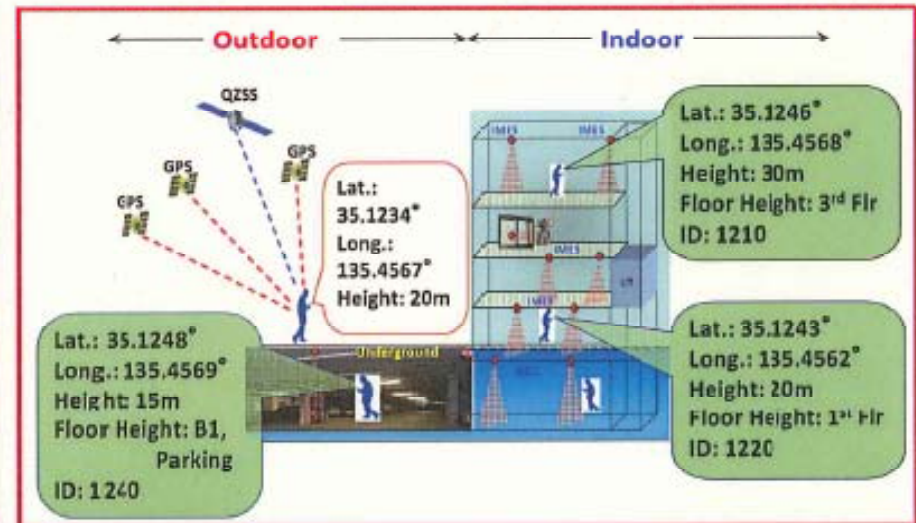 Outdoor
Indoor
QZSS
GPS
GPS
GPS
Lat.:
35.1234°
Long.:
135.4567°
Height: 20m
IMES
IMES
Lat.: 35.1246°
Long.: 135.4568°
Height: 30m
Floor Height: 3rd Flr
ID: 1210
IMES
IMES
Lat.: 35.1243°
Long.: 135.4562°
Height: 20m
Floor Height: 1st Flr
ID: 1220
Underground
Lat.: 35.1248°
Long.: 135.4569°
Height: 15m
Floor Height: B1,
Parking
ID: 1240